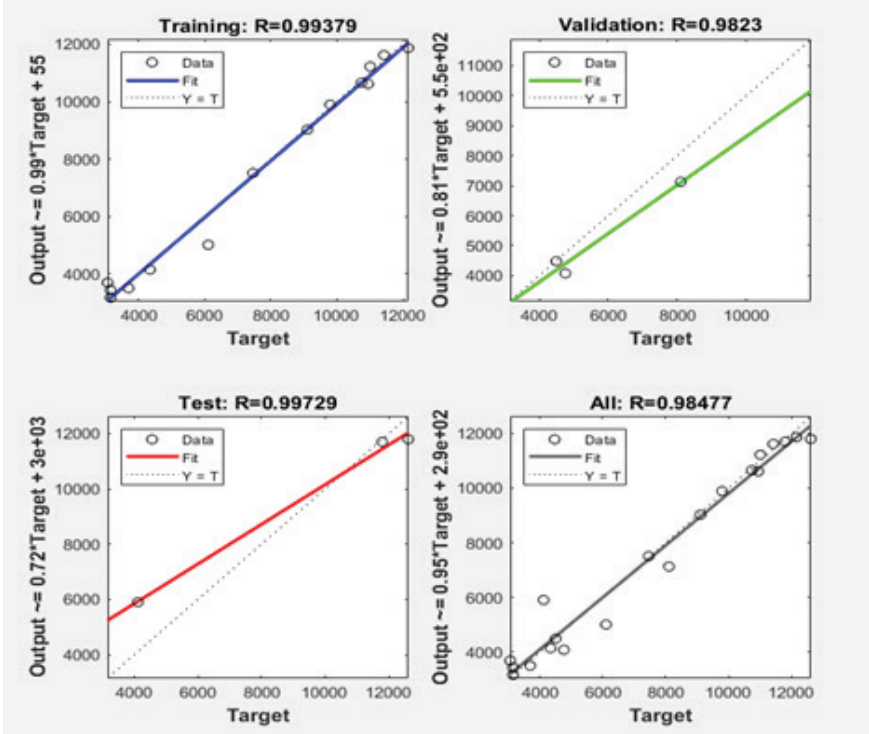 Training: R=0.99379
Output ~= 0.99*Target + 55
12000
10000
8000
6000
4000
Data
Fit
Y = T
4000 6000 8000 10000 12000
Target
Validation: R=0.9823
Output ~= 0.81*Target + 5.5e+02
11000
10000
9000
8000
7000
6000
5000
4000
Data
Fit
Y = T
4000 6000 8000 10000
Target
Test: R=0.99729
Output ~= 0.72*Target + 3e+03
12000
10000
8000
6000
4000
Data
Fit
Y = T
4000 6000 8000 10000 12000
Target
All: R=0.98477
Output ~= 0.95*Target + 2.9e+02
12000
10000
8000
6000
4000
Data
Fit
Y = T
4000 6000 8000 10000 12000
Target